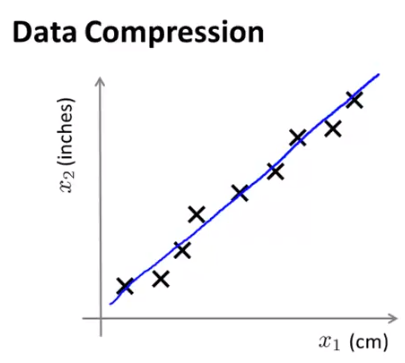 Data Compression
x₂ (inches)
x₁ (cm)